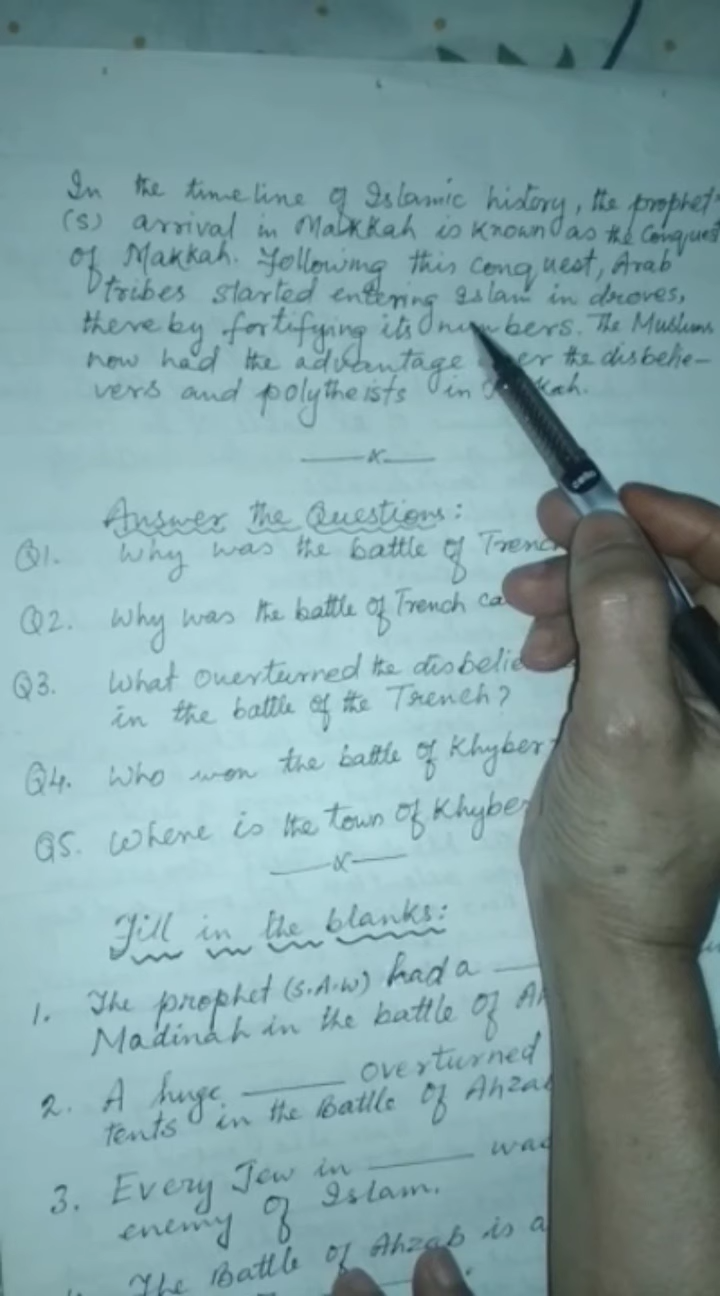 In the timeline of Islamic history, the prophet
(s) arrival in Makkah is known as the Conquest
of Makkah. Following this conquest, Arab
tribes started entering Islam in droves,
thereby fortifying its numbers. The Muslims
now had the advantage the disbelie-
vers and polytheists in
x
Answer the Questions:
Q1. Why was the battle of
Q2. Why was the battle of Trench
Q3. What overturned the
in the battle of the Trench?
Q4. Who won the battle of Khyber
Q5. Where is the town of Khyber
x
Fill in the blanks:
1. The prophet (S.A.W) had a ____
Madinah in the battle of
2. A huge ____ overturned
tents in the Battle of
3. Every Jew in ____
enemy of Islam.
The Battle of Ahzab is a
cello